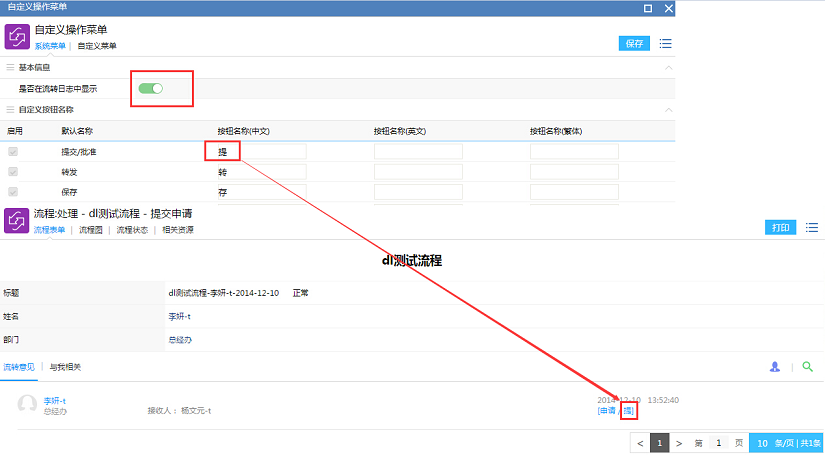 自定义操作菜单
自定义操作菜单
系统菜单 | 自定义菜单
保存
基本信息
是否在流转日志中显示
自定义按钮名称
启用 默认名称 按钮名称(中文) 按钮名称(英文) 按钮名称(繁体)
提交/批准 提
转发 转
保存 存
流程:处理 - dl测试流程 - 提交申请
流程表单 | 流程图 | 流程状态 | 相关资源
打印
dl测试流程
标题 dl测试流程-李妍-t-2014-12-10 正常
姓名 李妍-t
部门 总经办
流转意见 | 与我相关
李妍-t
总经办
接收人： 杨文元-t
2014-12-10 13:52:40
[申请 / 提]
< 1 > 第 1 页 10 条/页 | 共1条